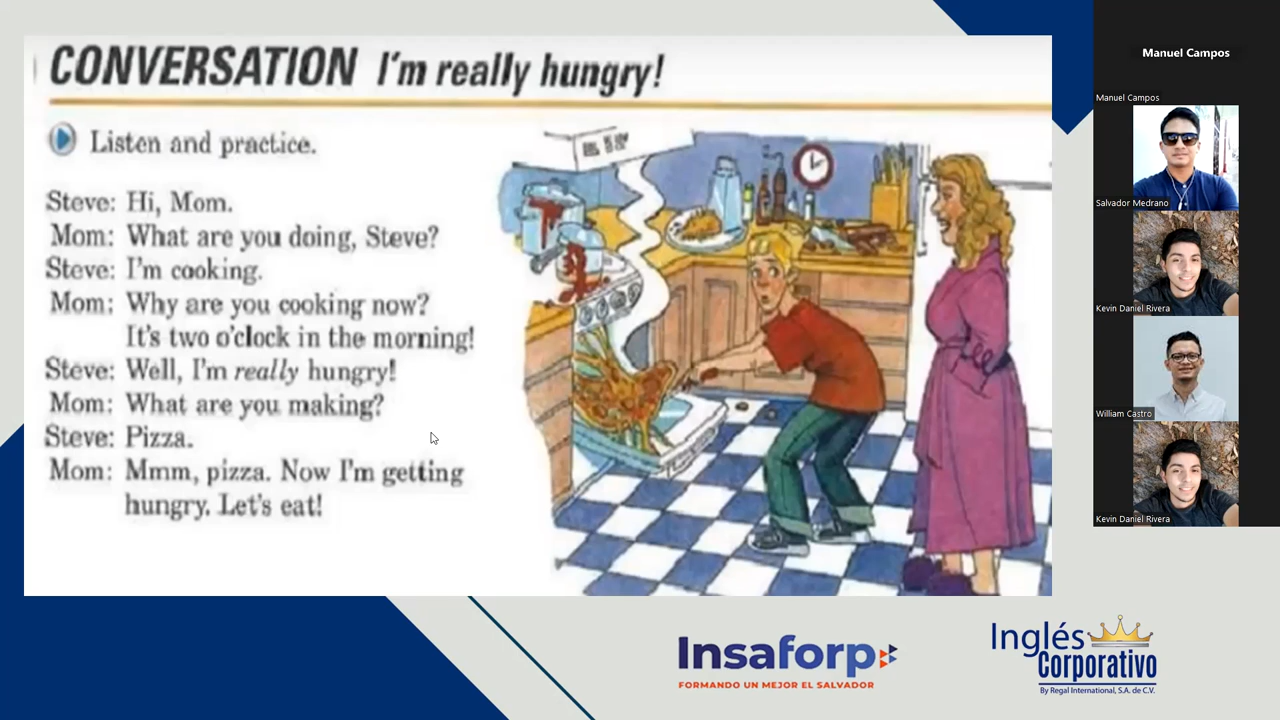 CONVERSATION I'm really hungry!
Listen and practice.
Steve: Hi, Mom.
Mom: What are you doing, Steve?
Steve: I'm cooking.
Mom: Why are you cooking now?
It's two o'clock in the morning!
Steve: Well, I'm really hungry!
Mom: What are you making?
Steve: Pizza.
Mom: Mmm, pizza. Now I'm getting
hungry. Let's eat!
Insaforp
FORMANDO UN MEJOR EL SALVADOR
Inglés
Corporativo
By Regal International, S.A. de C.V.
Manuel Campos
Manuel Campos
Salvador Medrano
Kevin Daniel Rivera
William Castro
Kevin Daniel Rivera